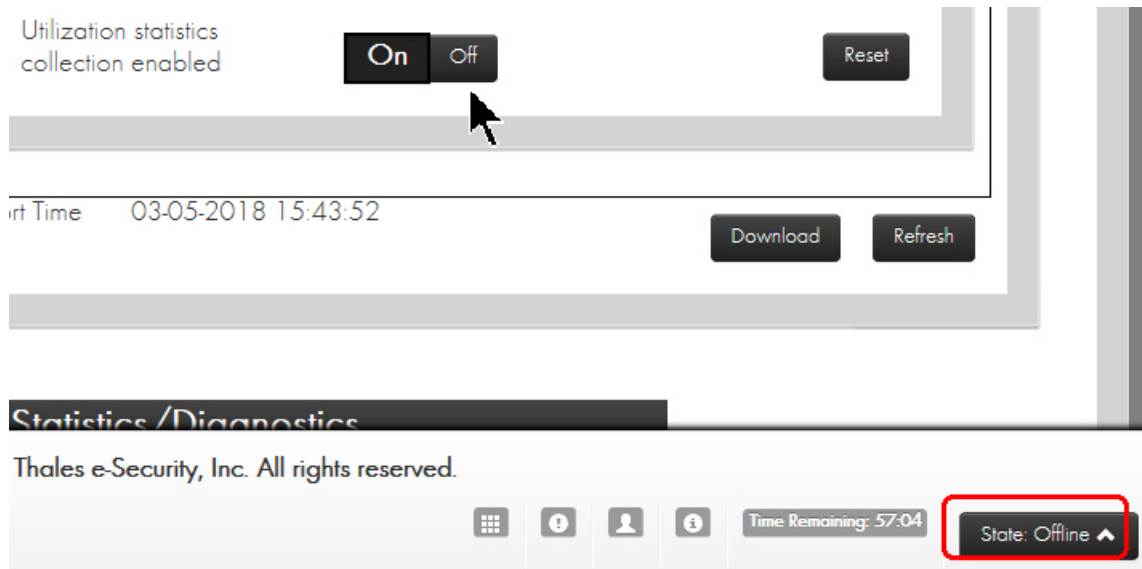 Utilization statistics
collection enabled
On Off
Reset
rt Time 03-05-2018 15:43:52
Download Refresh
Statistics/Diagnostics
Thales e-Security, Inc. All rights reserved.
Time Remaining: 57:04
State: Offline